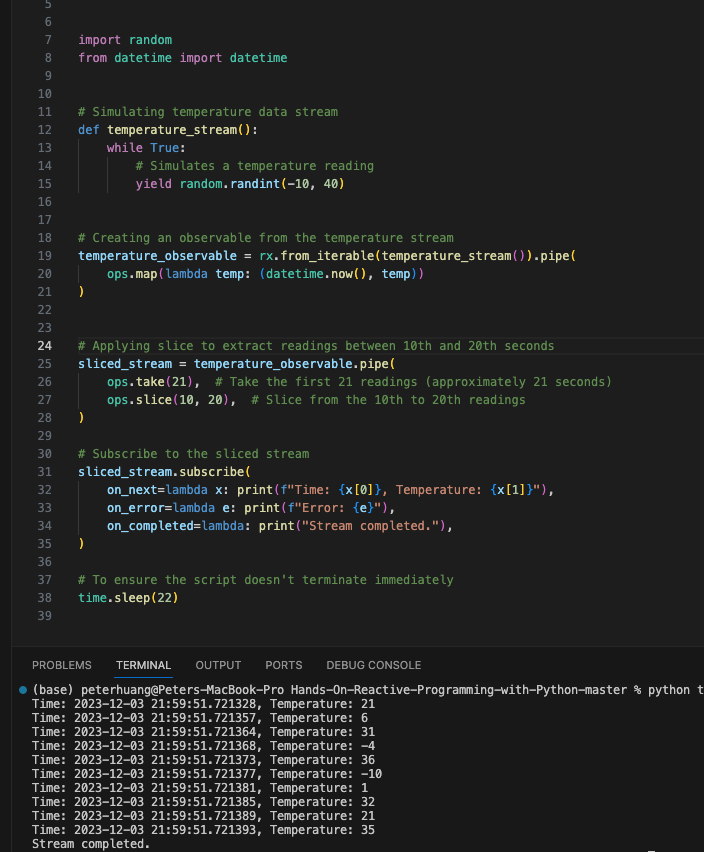 5
6
7 import random
8 from datetime import datetime
9
10
11 # Simulating temperature data stream
12 def temperature_stream():
13     while True:
14         # Simulates a temperature reading
15         yield random.randint(-10, 40)
16
17
18 # Creating an observable from the temperature stream
19 temperature_observable = rx.from_iterable(temperature_stream()).pipe(
20     ops.map(lambda temp: (datetime.now(), temp))
21 )
22
23
24 # Applying slice to extract readings between 10th and 20th seconds
25 sliced_stream = temperature_observable.pipe(
26     ops.take(21),  # Take the first 21 readings (approximately 21 seconds)
27     ops.slice(10, 20),  # Slice from the 10th to 20th readings
28 )
29
30 # Subscribe to the sliced stream
31 sliced_stream.subscribe(
32     on_next=lambda x: print(f"Time: {x[0]}, Temperature: {x[1]}"),
33     on_error=lambda e: print(f"Error: {e}"),
34     on_completed=lambda: print("Stream completed."),
35 )
36
37 # To ensure the script doesn't terminate immediately
38 time.sleep(22)
39
PROBLEMS TERMINAL OUTPUT PORTS DEBUG CONSOLE
(base) peterhuang@Peters-MacBook-Pro Hands-On-Reactive-Programming-with-Python-master % python t
Time: 2023-12-03 21:59:51.721328, Temperature: 21
Time: 2023-12-03 21:59:51.721357, Temperature: 6
Time: 2023-12-03 21:59:51.721364, Temperature: 31
Time: 2023-12-03 21:59:51.721368, Temperature: -4
Time: 2023-12-03 21:59:51.721373, Temperature: 36
Time: 2023-12-03 21:59:51.721377, Temperature: -10
Time: 2023-12-03 21:59:51.721381, Temperature: 1
Time: 2023-12-03 21:59:51.721385, Temperature: 32
Time: 2023-12-03 21:59:51.721389, Temperature: 21
Time: 2023-12-03 21:59:51.721393, Temperature: 35
Stream completed.